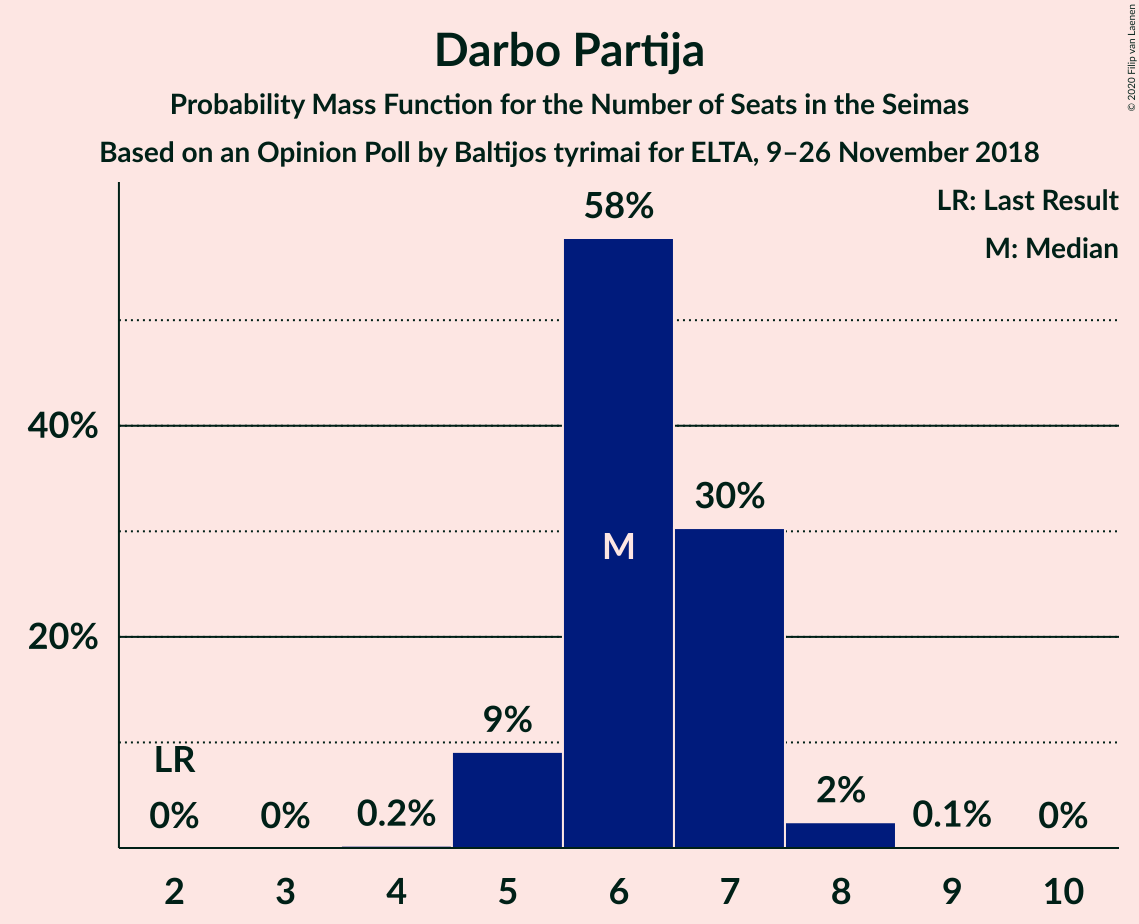 Darbo Partija
Probability Mass Function for the Number of Seats in the Seimas
Based on an Opinion Poll by Baltijos tyrimai for ELTA, 9–26 November 2018
© 2020 Filip van Laenen
LR: Last Result
M: Median
58%
40%
30%
M
20%
9%
LR
0%
0%
0.2%
2%
0.1%
0%
2
3
4
5
6
7
8
9
10